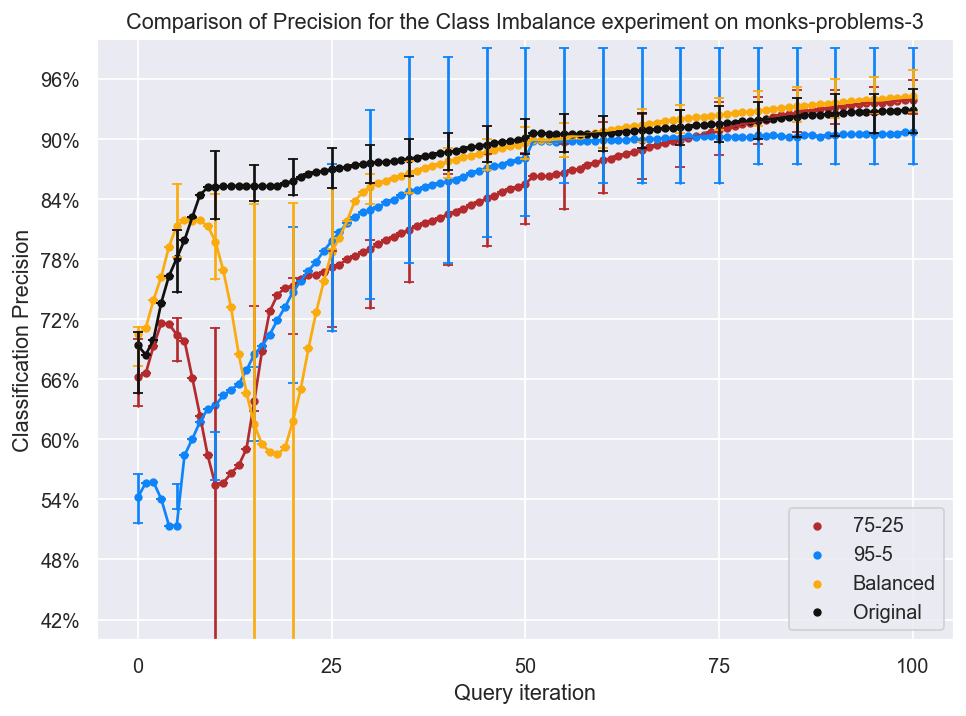 Comparison of Precision for the Class Imbalance experiment on monks-problems-3
Classification Precision
96%
90%
84%
78%
72%
66%
60%
54%
48%
42%
75-25
95-5
Balanced
Original
0 25 50 75 100
Query iteration